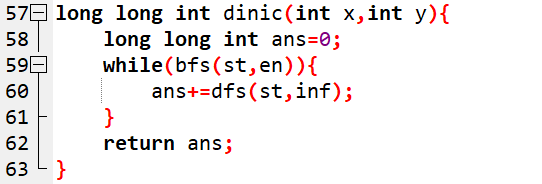 57 long long int dinic(int x,int y){
58     long long int ans=0;
59     while(bfs(st,en)){
60         ans+=dfs(st,inf);
61     }
62     return ans;
63 }